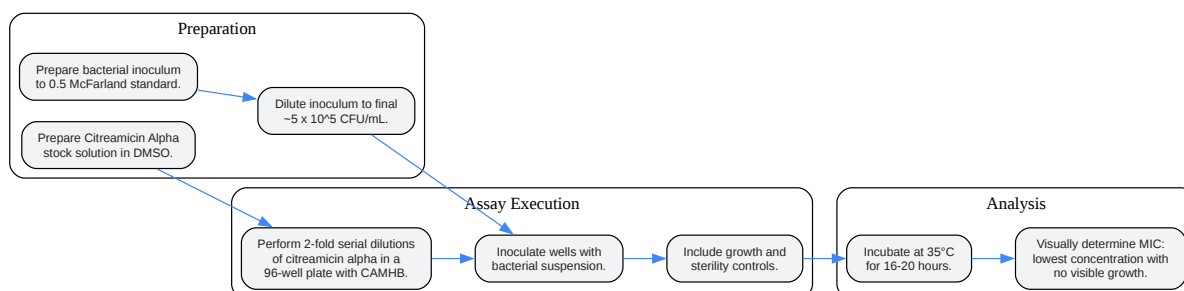 Preparation
Prepare bacterial inoculum
to 0.5 McFarland standard.
Dilute inoculum to final
~5 x 10^5 CFU/mL.
Prepare Citreamicin Alpha
stock solution in DMSO.
Assay Execution
Perform 2-fold serial dilutions
of citreamicin alpha in a
96-well plate with CAMHB.
Inoculate wells with
bacterial suspension.
Include growth and
sterility controls.
Analysis
Incubate at 35°C
for 16-20 hours.
Visually determine MIC:
lowest concentration with
no visible growth.